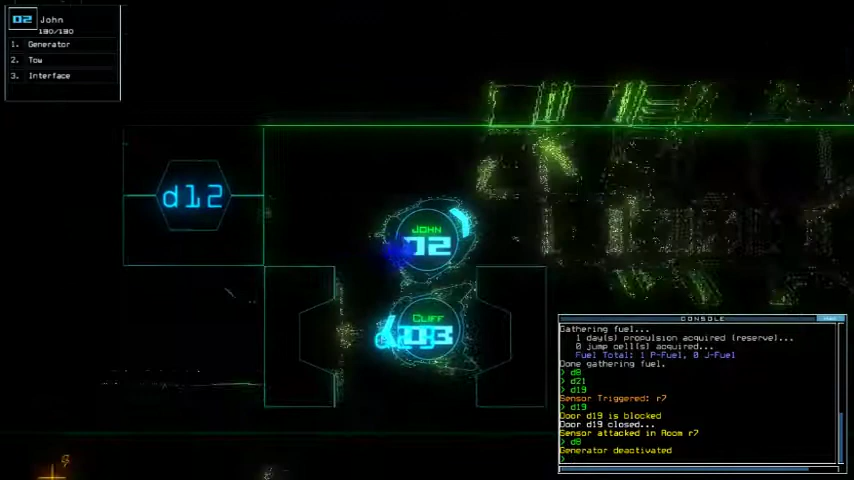 02 John
190/190
1. Generator
2. Tow
3. Interface
d12
JOHN
02
CLIFF
03
CONSOLE
Gathering fuel...
1 day(s) propulsion acquired (reserve)...
0 jump cell(s) acquired...
Fuel Total: 1 P-Fuel, 0 J-Fuel
Done gathering fuel.
> d8
> d21
> d19
Sensor Triggered: r7
> d19
Door d19 is blocked
Door d19 closed...
Sensor attacked in Room r7
> d8
Generator deactivated
>